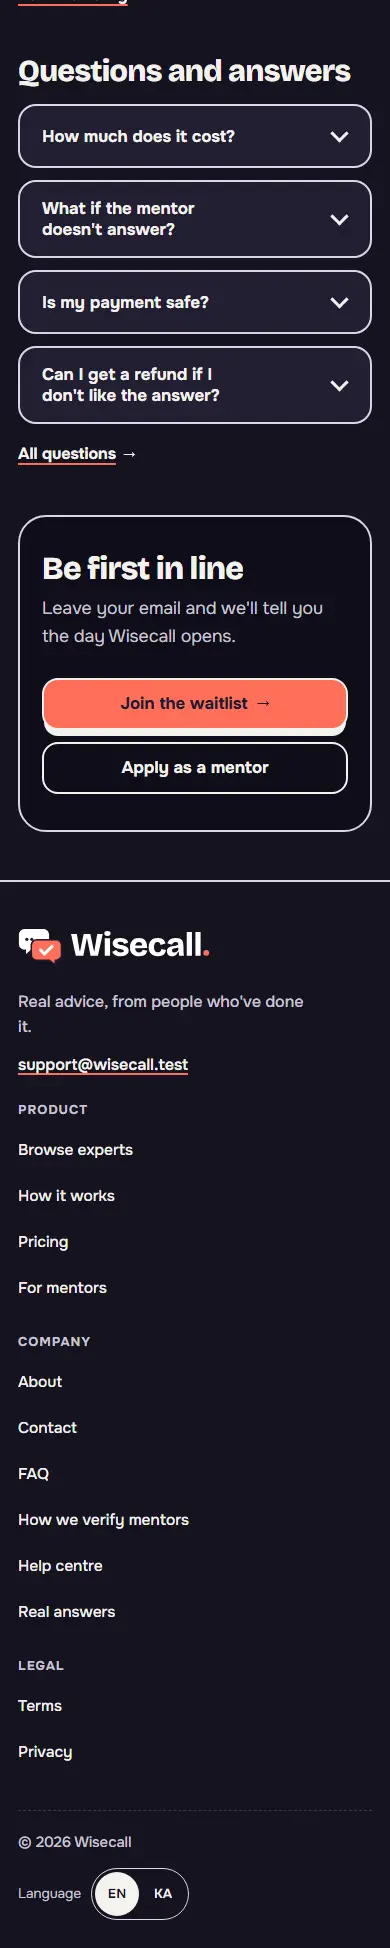 Questions and answers
How much does it cost?
What if the mentor
doesn't answer?
Is my payment safe?
Can I get a refund if I
don't like the answer?
All questions →
Be first in line
Leave your email and we'll tell you
the day Wisecall opens.
Join the waitlist →
Apply as a mentor
Wisecall.
Real advice, from people who've done
it.
support@wisecall.test
PRODUCT
Browse experts
How it works
Pricing
For mentors
COMPANY
About
Contact
FAQ
How we verify mentors
Help centre
Real answers
LEGAL
Terms
Privacy
© 2026 Wisecall
Language EN KA